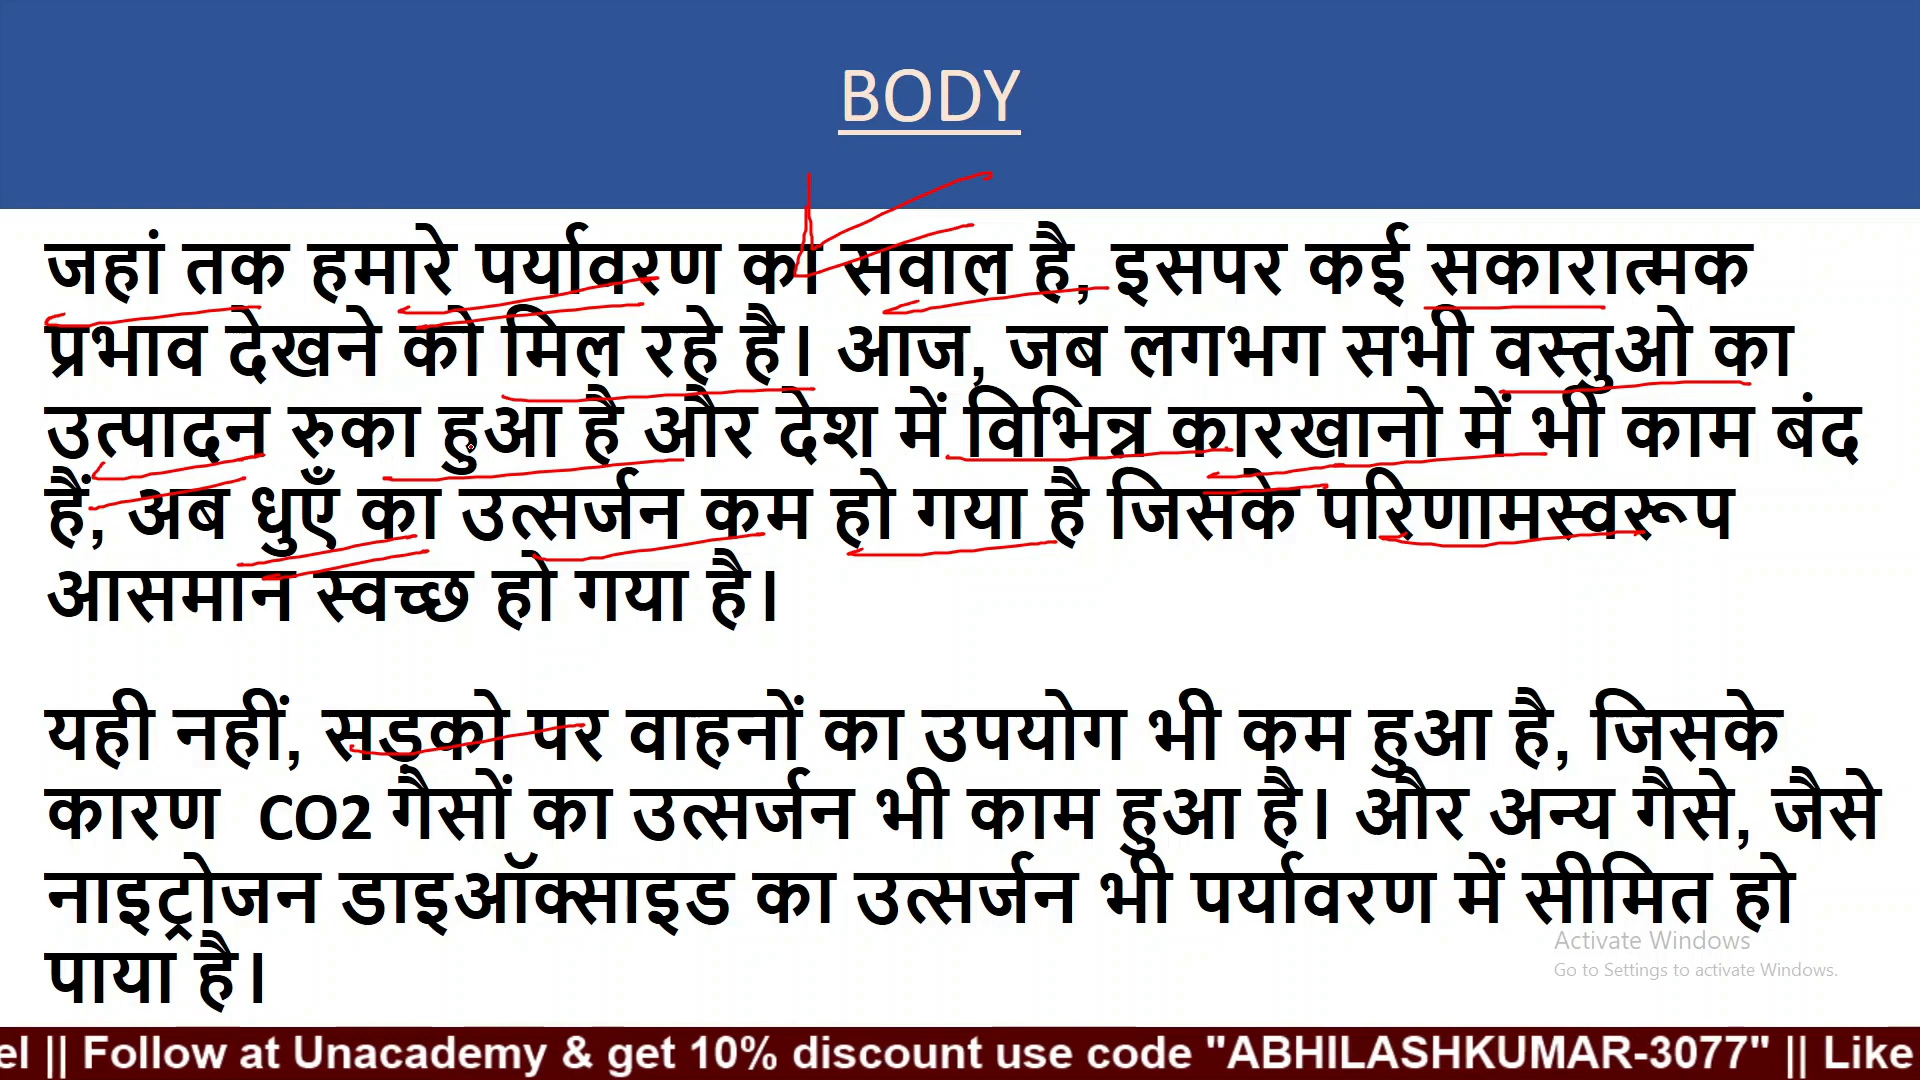 BODY
जहां तक हमारे पर्यावरण का सवाल है, इसपर कई सकारात्मक
प्रभाव देखने को मिल रहे है। आज, जब लगभग सभी वस्तुओ का
उत्पादन रुका हुआ है और देश में विभिन्न कारखानो में भी काम बंद
हैं, अब धुएँ का उत्सर्जन कम हो गया है जिसके परिणामस्वरूप
आसमान स्वच्छ हो गया है।
यही नहीं, सड़को पर वाहनों का उपयोग भी कम हुआ है, जिसके
कारण CO2 गैसों का उत्सर्जन भी काम हुआ है। और अन्य गैसे, जैसे
नाइट्रोजन डाइऑक्साइड का उत्सर्जन भी पर्यावरण में सीमित हो
पाया है।
Activate Windows
Go to Settings to activate Windows.
el || Follow at Unacademy & get 10% discount use code "ABHILASHKUMAR-3077" || Like